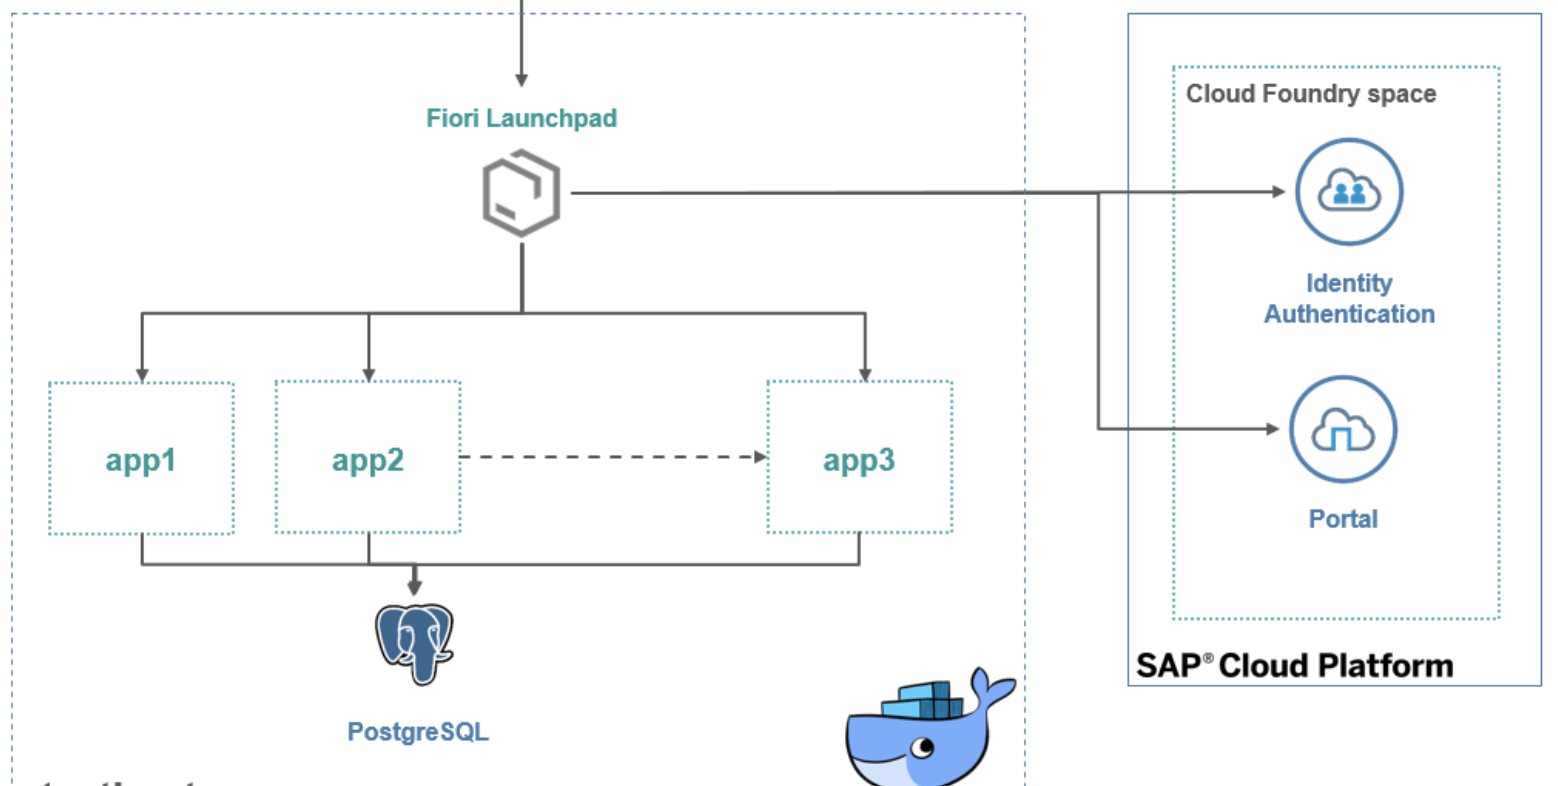 Fiori Launchpad
Cloud Foundry space
Identity
Authentication
app1
app2
app3
Portal
SAP® Cloud Platform
PostgreSQL